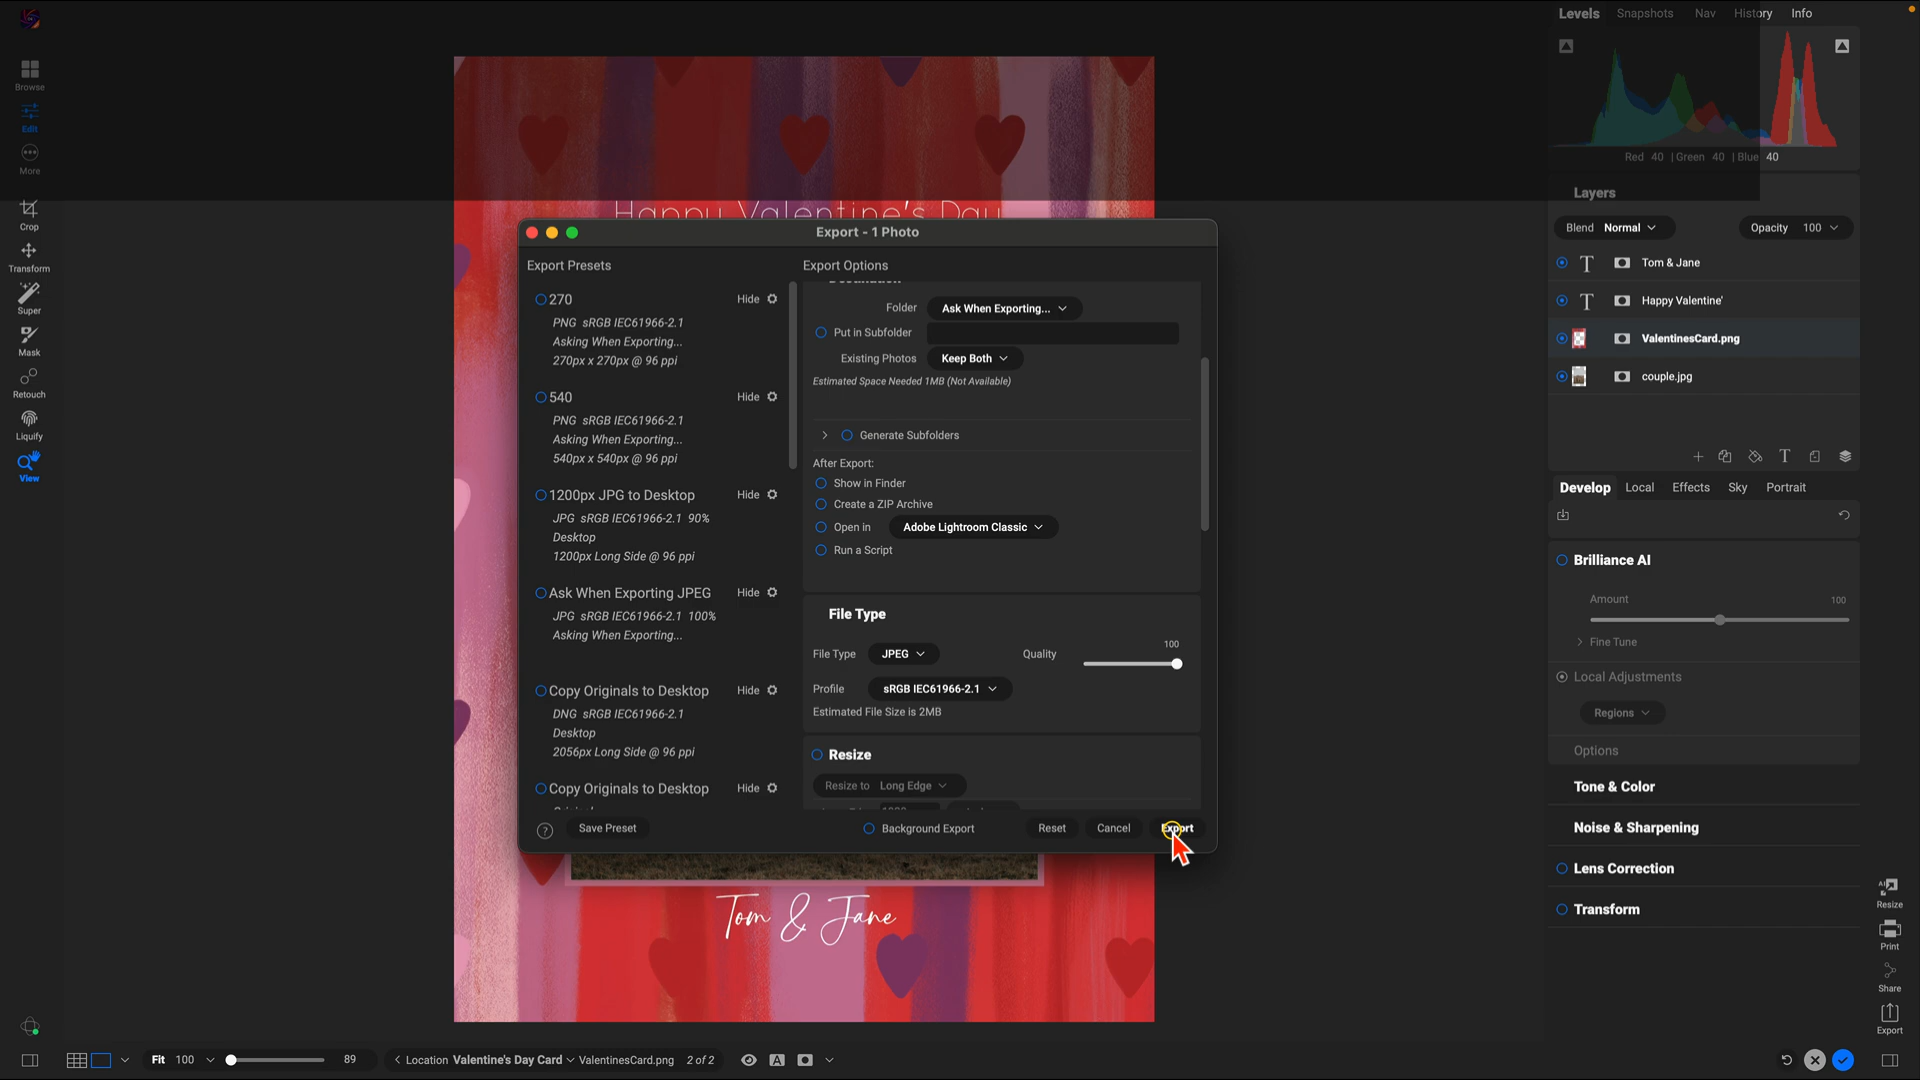 Levels Snapshots Nav History Info
Browse
Edit
More
Red 40 | Green 40 | Blue 40
Crop
Transform
Super
Mask
Retouch
Liquify
View
Happy Valentine's Day
Export - 1 Photo
Export Presets
270 Hide
PNG sRGB IEC61966-2.1
Asking When Exporting...
270px x 270px @ 96 ppi
540 Hide
PNG sRGB IEC61966-2.1
Asking When Exporting...
540px x 540px @ 96 ppi
1200px JPG to Desktop Hide
JPG sRGB IEC61966-2.1 90%
Desktop
1200px Long Side @ 96 ppi
Ask When Exporting JPEG Hide
JPG sRGB IEC61966-2.1 100%
Asking When Exporting...
Copy Originals to Desktop Hide
DNG sRGB IEC61966-2.1
Desktop
2056px Long Side @ 96 ppi
Copy Originals to Desktop Hide
Export Options
Destination
Folder Ask When Exporting...
Put in Subfolder
Existing Photos Keep Both
Estimated Space Needed 1MB (Not Available)
Generate Subfolders
After Export:
Show in Finder
Create a ZIP Archive
Open in Adobe Lightroom Classic
Run a Script
File Type
100
File Type JPEG Quality
Profile sRGB IEC61966-2.1
Estimated File Size is 2MB
Resize
Resize to Long Edge
? Save Preset Background Export Reset Cancel Export
Tom & Jane
Layers
Blend Normal Opacity 100
T Tom & Jane
T Happy Valentine'
ValentinesCard.png
couple.jpg
T
Develop Local Effects Sky Portrait
Brilliance AI
Amount 100
Fine Tune
Local Adjustments
Regions
Options
Tone & Color
Noise & Sharpening
Lens Correction
Transform
AI
Resize
Print
Share
Export
Fit 100 89 Location Valentine's Day Card ValentinesCard.png 2 of 2 A